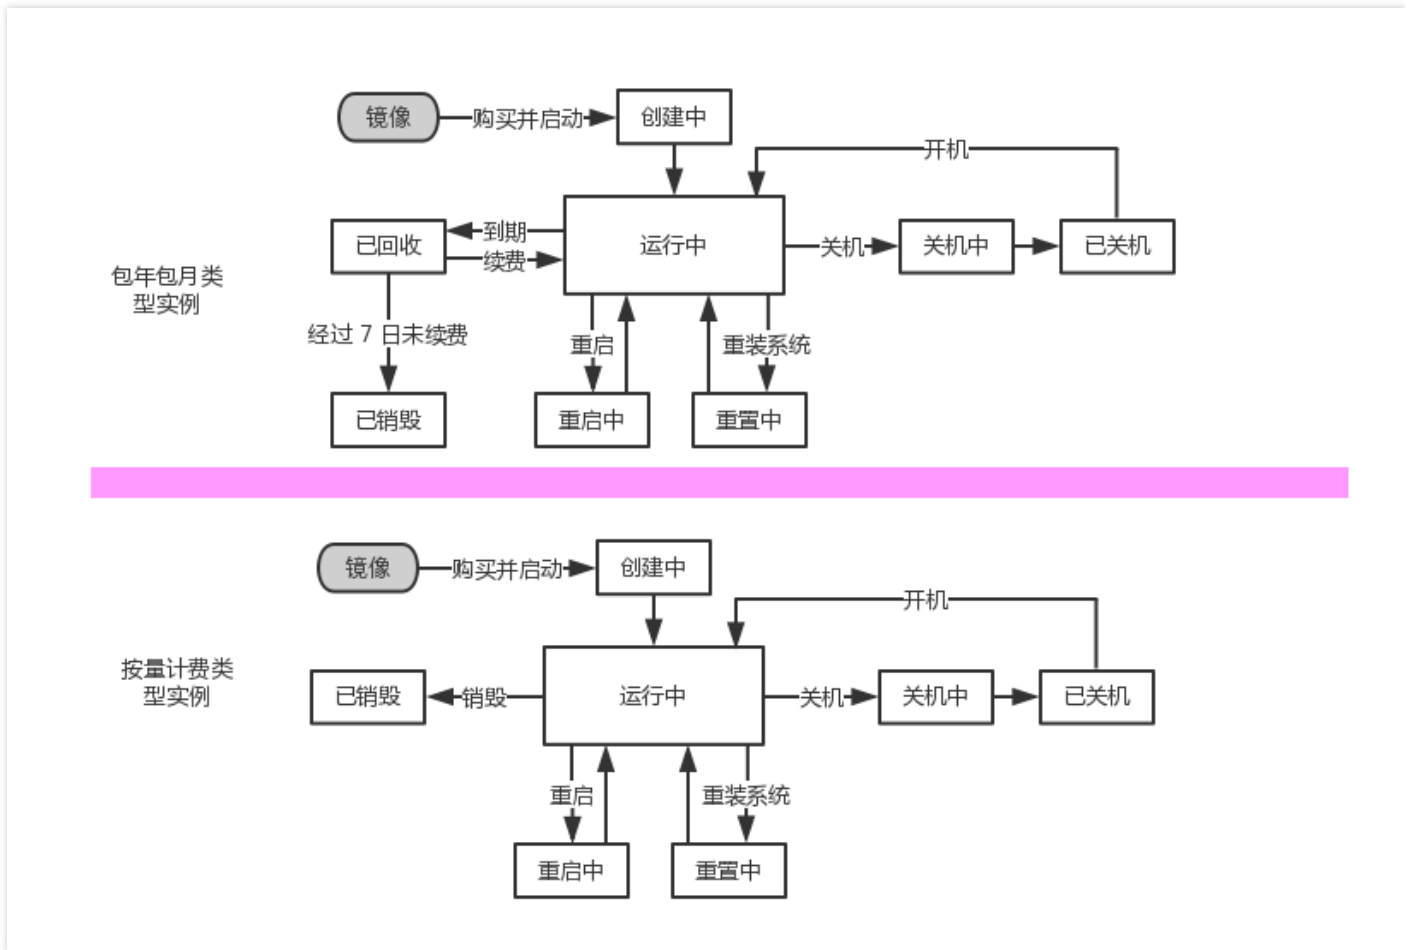 镜像
购买并启动
创建中
开机
已回收
到期
续费
运行中
关机
关机中
已关机
包年包月类
型实例
经过 7 日未续费
重启
重装系统
已销毁
重启中
重置中
镜像
购买并启动
创建中
开机
按量计费类
型实例
已销毁
销毁
运行中
关机
关机中
已关机
重启
重装系统
重启中
重置中